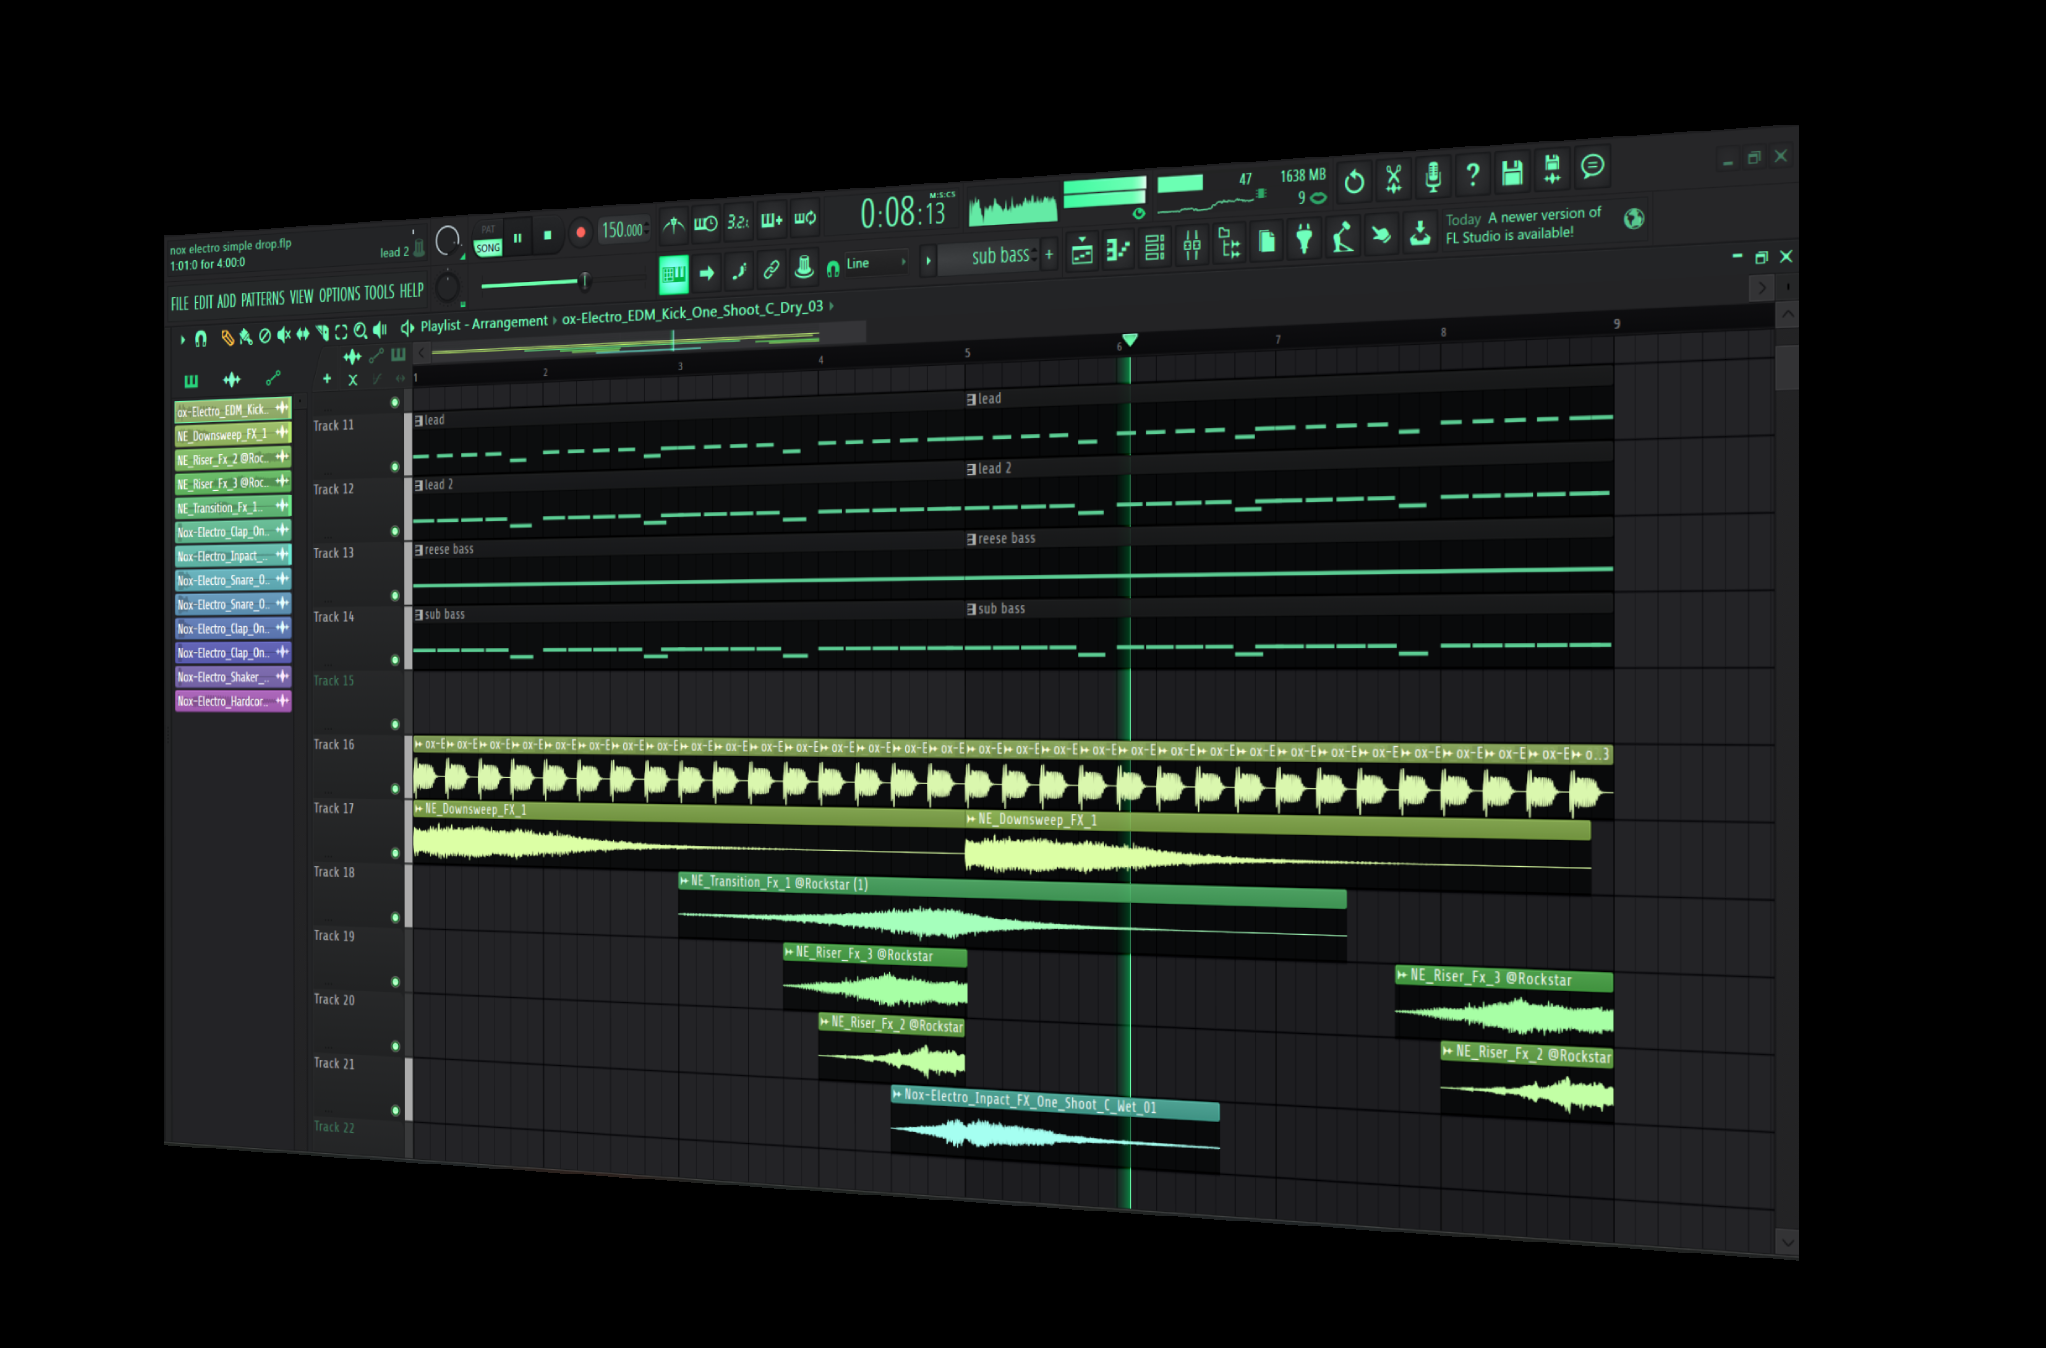 nox electro simple drop.flp
1:01:0 for 4:00:0
lead 2
FILE EDIT ADD PATTERNS VIEW OPTIONS TOOLS HELP
PAT
SONG
150.000
M:S:CS
0:08:13
47
1638 MB
9
Line
sub bass
Today A newer version of
FL Studio is available!
Playlist - Arrangement ox-Electro_EDM_Kick_One_Shoot_C_Dry_03
1 2 3 4 5 6 7 8 9
ox-Electro_EDM_Kick..
NE_Downsweep_FX_1
NE_Riser_Fx_2 @Roc..
NE_Riser_Fx_3 @Roc..
NE_Transition_Fx_1..
Nox-Electro_Clap_On..
Nox-Electro_Inpact_..
Nox-Electro_Snare_O..
Nox-Electro_Snare_O..
Nox-Electro_Clap_On..
Nox-Electro_Clap_On..
Nox-Electro_Shaker_..
Nox-Electro_Hardcor..
Track 11
lead
lead
Track 12
lead 2
lead 2
Track 13
reese bass
reese bass
Track 14
sub bass
sub bass
Track 15
Track 16
ox-E ox-E ox-E ox-E ox-E ox-E ox-E ox-E ox-E ox-E ox-E ox-E ox-E ox-E ox-E ox-E ox-E ox-E ox-E ox-E ox-E ox-E ox-E ox-E ox-E ox-E ox-E ox-E ox-E ox-E ox-E o..3
Track 17
NE_Downsweep_FX_1
NE_Downsweep_FX_1
Track 18
NE_Transition_Fx_1 @Rockstar (1)
Track 19
NE_Riser_Fx_3 @Rockstar
NE_Riser_Fx_3 @Rockstar
Track 20
NE_Riser_Fx_2 @Rockstar
NE_Riser_Fx_2 @Rockstar
Track 21
Nox-Electro_Inpact_FX_One_Shoot_C_Wet_01
Track 22